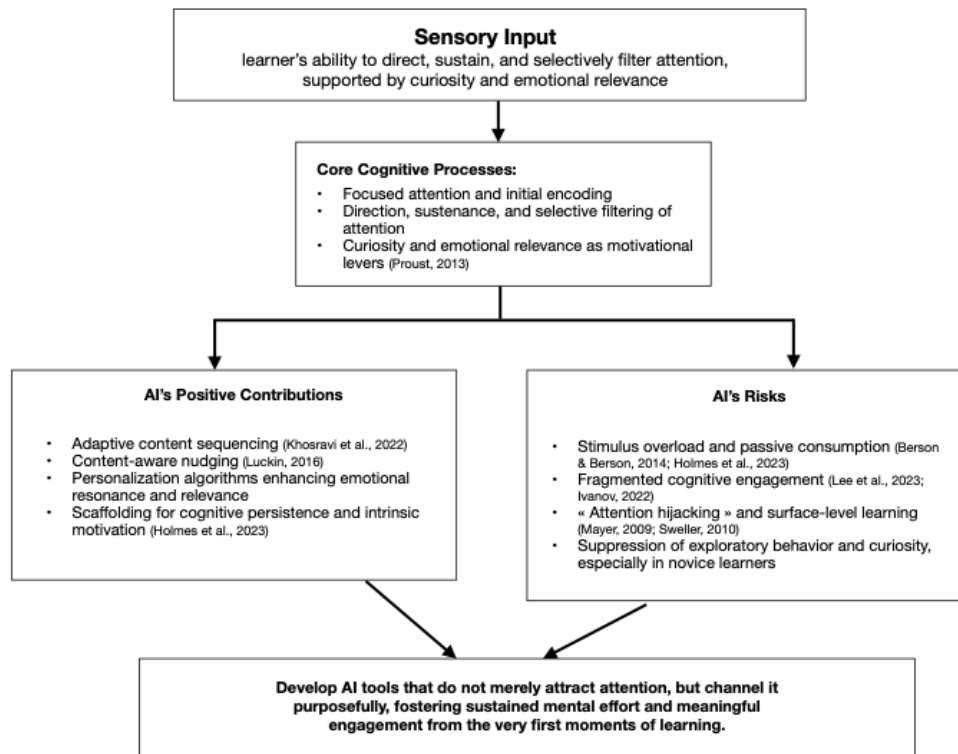 Sensory Input
learner's ability to direct, sustain, and selectively filter attention,
supported by curiosity and emotional relevance
Core Cognitive Processes:
• Focused attention and initial encoding
• Direction, sustenance, and selective filtering of
attention
• Curiosity and emotional relevance as motivational
levers (Proust, 2013)
AI's Positive Contributions
• Adaptive content sequencing (Khosravi et al., 2022)
• Content-aware nudging (Luckin, 2016)
• Personalization algorithms enhancing emotional
resonance and relevance
• Scaffolding for cognitive persistence and intrinsic
motivation (Holmes et al., 2023)
AI's Risks
• Stimulus overload and passive consumption (Berson
& Berson, 2014; Holmes et al., 2023)
• Fragmented cognitive engagement (Lee et al., 2023;
Ivanov, 2022)
• « Attention hijacking » and surface-level learning
(Mayer, 2009; Sweller, 2010)
• Suppression of exploratory behavior and curiosity,
especially in novice learners
Develop AI tools that do not merely attract attention, but channel it
purposefully, fostering sustained mental effort and meaningful
engagement from the very first moments of learning.